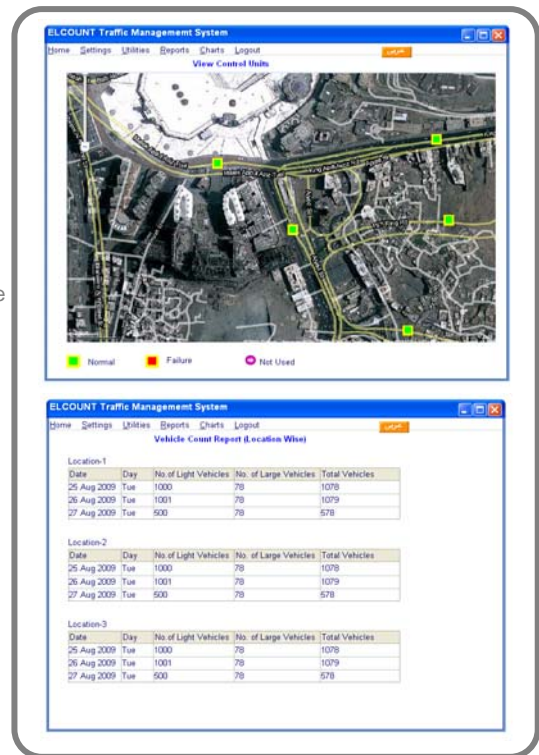 ELCOUNT Traffic Managememt System
Home Settings Utilities Reports Charts Logout عربي
View Control Units
Normal Failure Not Used
e
ELCOUNT Traffic Managememt System
Home Settings Utilities Reports Charts Logout عربي
Vehicle Count Report (Location Wise)
Location-1
Date Day No.of Light Vehicles No. of Large Vehicles Total Vehicles
25 Aug 2009 Tue 1000 78 1078
26 Aug 2009 Tue 1001 78 1079
27 Aug 2009 Tue 500 78 578
Location-2
Date Day No.of Light Vehicles No. of Large Vehicles Total Vehicles
25 Aug 2009 Tue 1000 78 1078
26 Aug 2009 Tue 1001 78 1079
27 Aug 2009 Tue 500 78 578
Location-3
Date Day No.of Light Vehicles No. of Large Vehicles Total Vehicles
25 Aug 2009 Tue 1000 78 1078
26 Aug 2009 Tue 1001 78 1079
27 Aug 2009 Tue 500 78 578